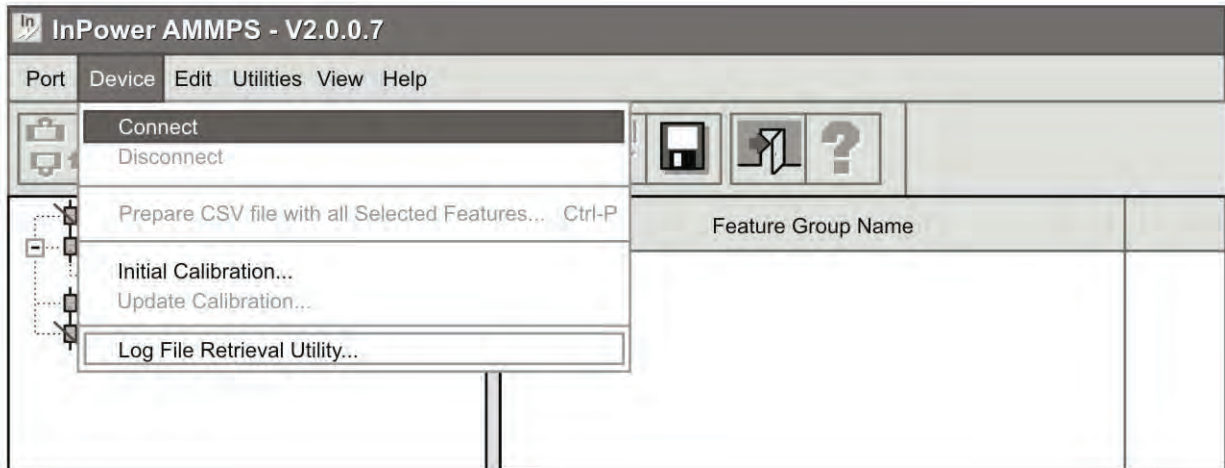 InPower AMMPS - V2.0.0.7
Port Device Edit Utilities View Help
Connect
Disconnect
Prepare CSV file with all Selected Features... Ctrl-P
Feature Group Name
Initial Calibration...
Update Calibration...
Log File Retrieval Utility...